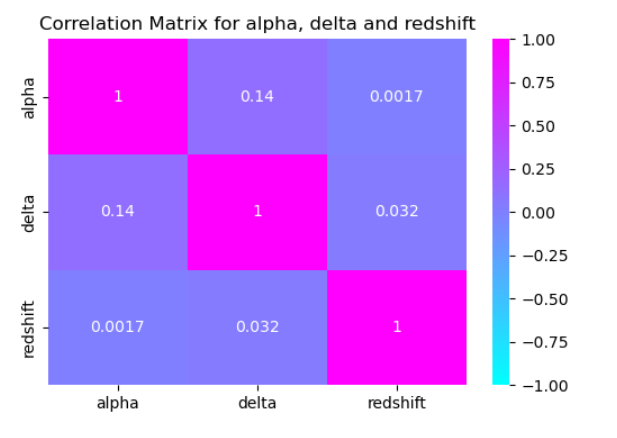 Correlation Matrix for alpha, delta and redshift
alpha
1
0.14
0.0017
delta
0.14
1
0.032
redshift
0.0017
0.032
1
alpha
delta
redshift
1.00
0.75
0.50
0.25
0.00
−0.25
−0.50
−0.75
−1.00